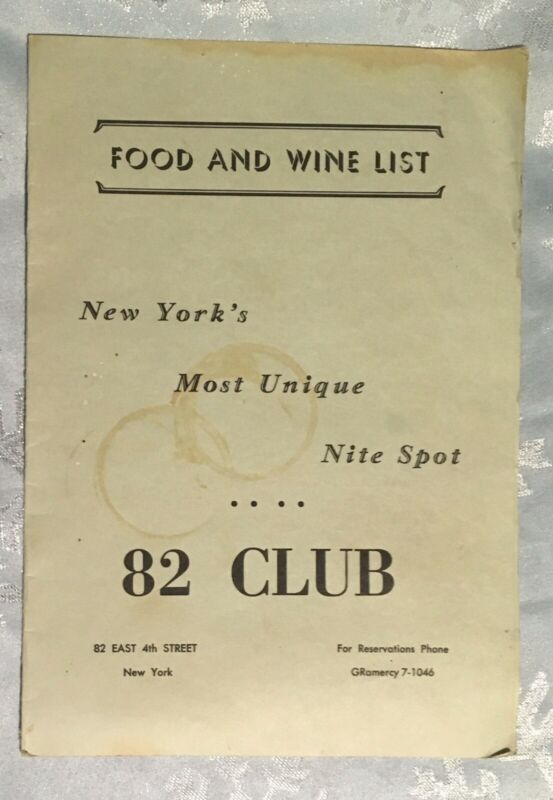 FOOD AND WINE LIST
New York's
Most Unique
Nite Spot
....
82 CLUB
82 EAST 4th STREET
New York
For Reservations Phone
GRamercy 7-1046